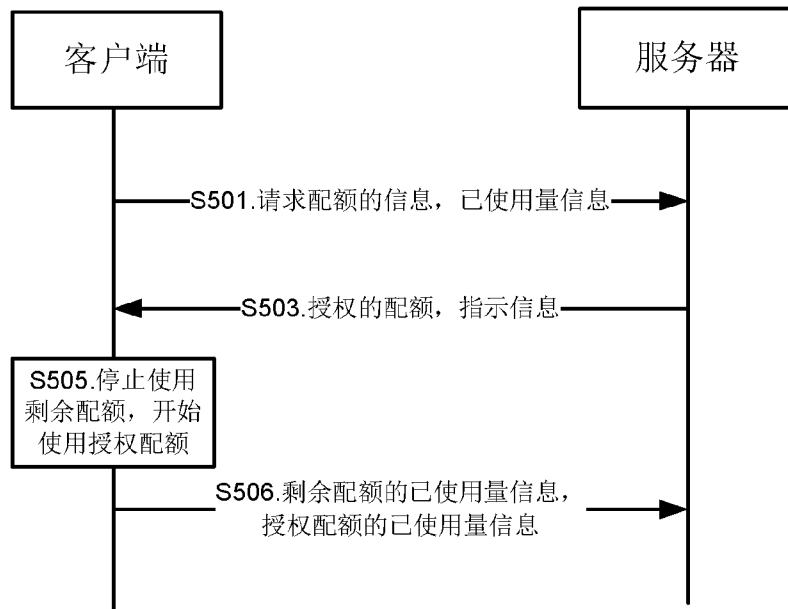 客户端
服务器
S501.请求配额的信息，已使用量信息
S503.授权的配额，指示信息
S505.停止使用
剩余配额，开始
使用授权配额
S506.剩余配额的已使用量信息，
授权配额的已使用量信息